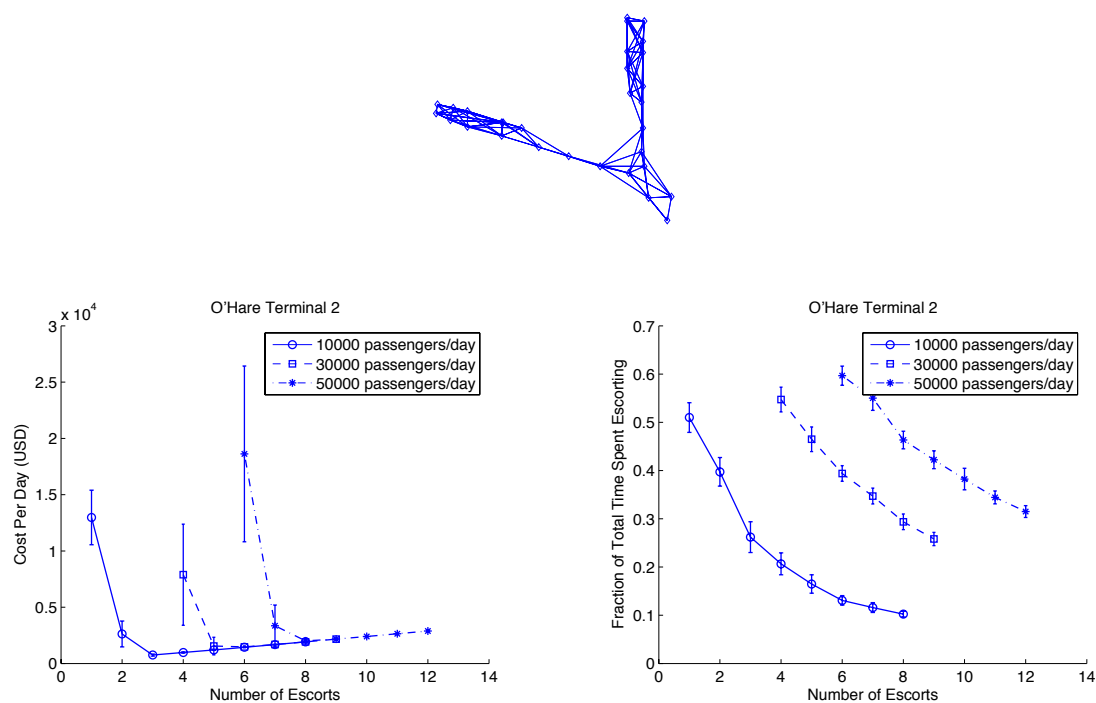 O'Hare Terminal 2
x 10^4
3
2.5
2
1.5
1
0.5
0
0 2 4 6 8 10 12 14
Cost Per Day (USD)
Number of Escorts
10000 passengers/day
30000 passengers/day
50000 passengers/day
O'Hare Terminal 2
0.7
0.6
0.5
0.4
0.3
0.2
0.1
0
0 2 4 6 8 10 12 14
Fraction of Total Time Spent Escorting
Number of Escorts
10000 passengers/day
30000 passengers/day
50000 passengers/day